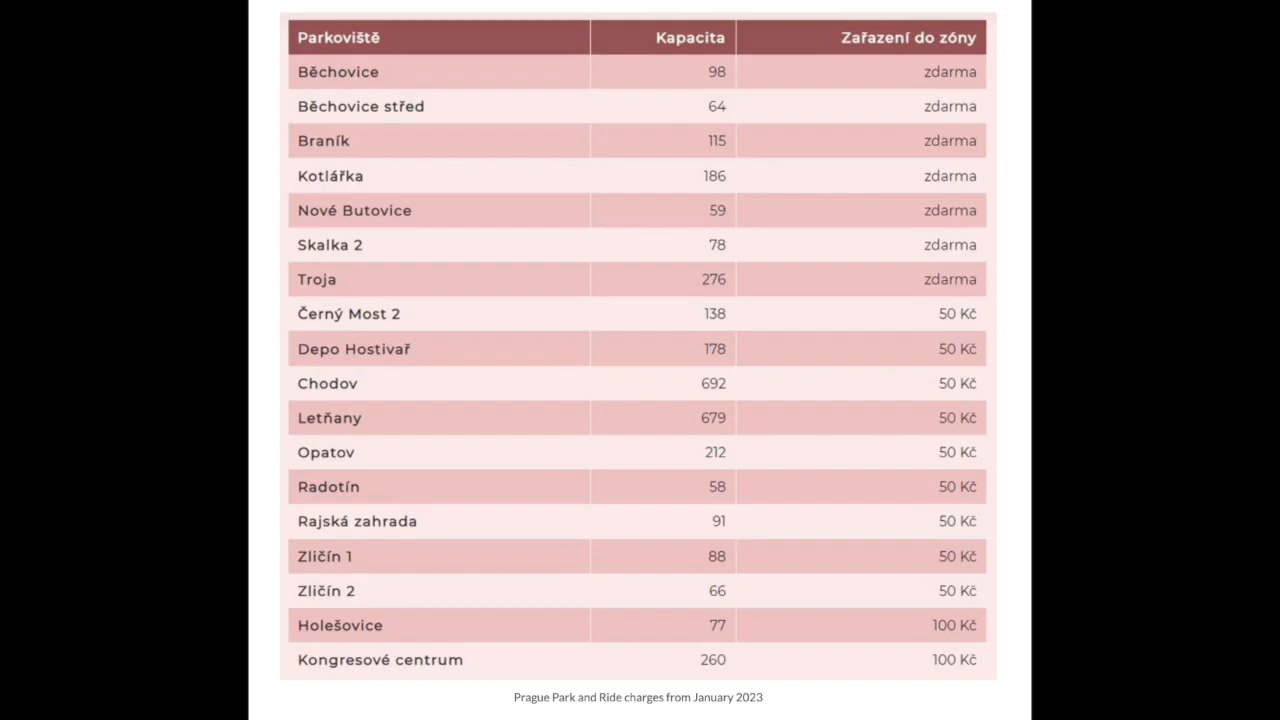 Parkoviště Kapacita Zařazení do zóny
Běchovice 98 zdarma
Běchovice střed 64 zdarma
Braník 115 zdarma
Kotlářka 186 zdarma
Nové Butovice 59 zdarma
Skalka 2 78 zdarma
Troja 276 zdarma
Černý Most 2 138 50 Kč
Depo Hostivař 178 50 Kč
Chodov 692 50 Kč
Letňany 679 50 Kč
Opatov 212 50 Kč
Radotín 58 50 Kč
Rajská zahrada 91 50 Kč
Zličín 1 88 50 Kč
Zličín 2 66 50 Kč
Holešovice 77 100 Kč
Kongresové centrum 260 100 Kč
Prague Park and Ride charges from January 2023